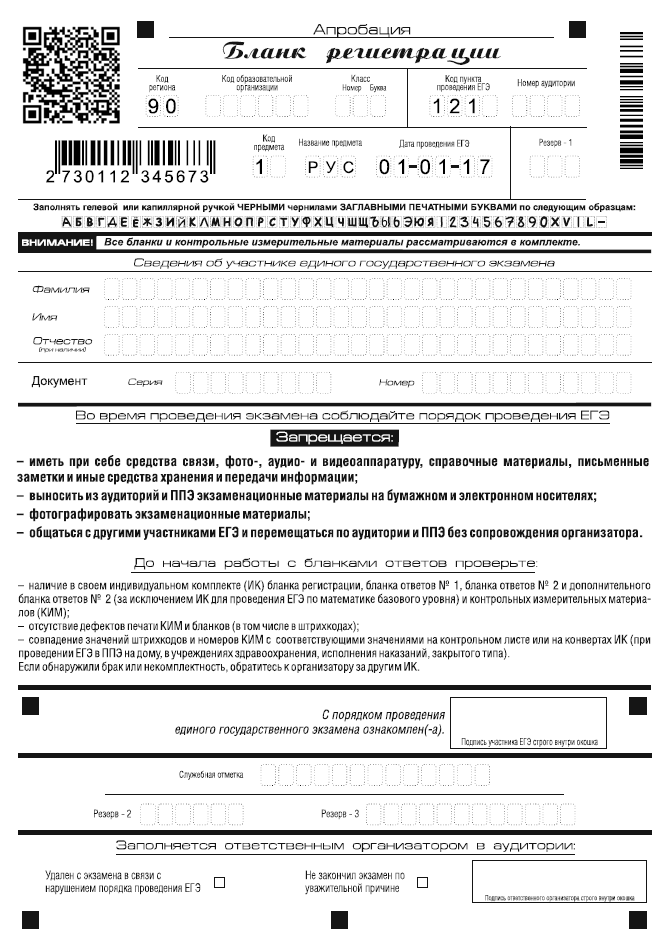 Апробация
Бланк регистрации
Код региона
Код образовательной организации
Класс
Номер Буква
Код пункта проведения ЕГЭ
Номер аудитории
90
121
Код предмета
Название предмета
Дата проведения ЕГЭ
Резерв - 1
2 730112 345673
1
РУС
01-01-17
Заполнять гелевой или капиллярной ручкой ЧЕРНЫМИ чернилами ЗАГЛАВНЫМИ ПЕЧАТНЫМИ БУКВАМИ по следующим образцам:
АБВГДЕЁЖЗИЙКЛМНОПРСТУФХЦЧШЩЪЫЬЭЮЯ1234567890XVIL-
ВНИМАНИЕ! Все бланки и контрольные измерительные материалы рассматриваются в комплекте.
Сведения об участнике единого государственного экзамена
Фамилия
Имя
Отчество
(при наличии)
Документ Серия Номер
Во время проведения экзамена соблюдайте порядок проведения ЕГЭ
Запрещается:
– иметь при себе средства связи, фото-, аудио- и видеоаппаратуру, справочные материалы, письменные
заметки и иные средства хранения и передачи информации;
– выносить из аудиторий и ППЭ экзаменационные материалы на бумажном и электронном носителях;
– фотографировать экзаменационные материалы;
– общаться с другими участниками ЕГЭ и перемещаться по аудитории и ППЭ без сопровождения организатора.
До начала работы с бланками ответов проверьте:
– наличие в своем индивидуальном комплекте (ИК) бланка регистрации, бланка ответов № 1, бланка ответов № 2 и дополнительного
бланка ответов № 2 (за исключением ИК для проведения ЕГЭ по математике базового уровня) и контрольных измерительных материа-
лов (КИМ);
– отсутствие дефектов печати КИМ и бланков (в том числе в штрихкодах);
– совпадение значений штрихкодов и номеров КИМ с соответствующими значениями на контрольном листе или на конвертах ИК (при
проведении ЕГЭ в ППЭ на дому, в учреждениях здравоохранения, исполнения наказаний, закрытого типа).
Если обнаружили брак или некомплектность, обратитесь к организатору за другим ИК.
С порядком проведения
единого государственного экзамена ознакомлен(-а).
Подпись участника ЕГЭ строго внутри окошка
Служебная отметка
Резерв - 2 Резерв - 3
Заполняется ответственным организатором в аудитории:
Удален с экзамена в связи с
нарушением порядка проведения ЕГЭ
Не закончил экзамен по
уважительной причине
Подпись ответственного организатора строго внутри окошка